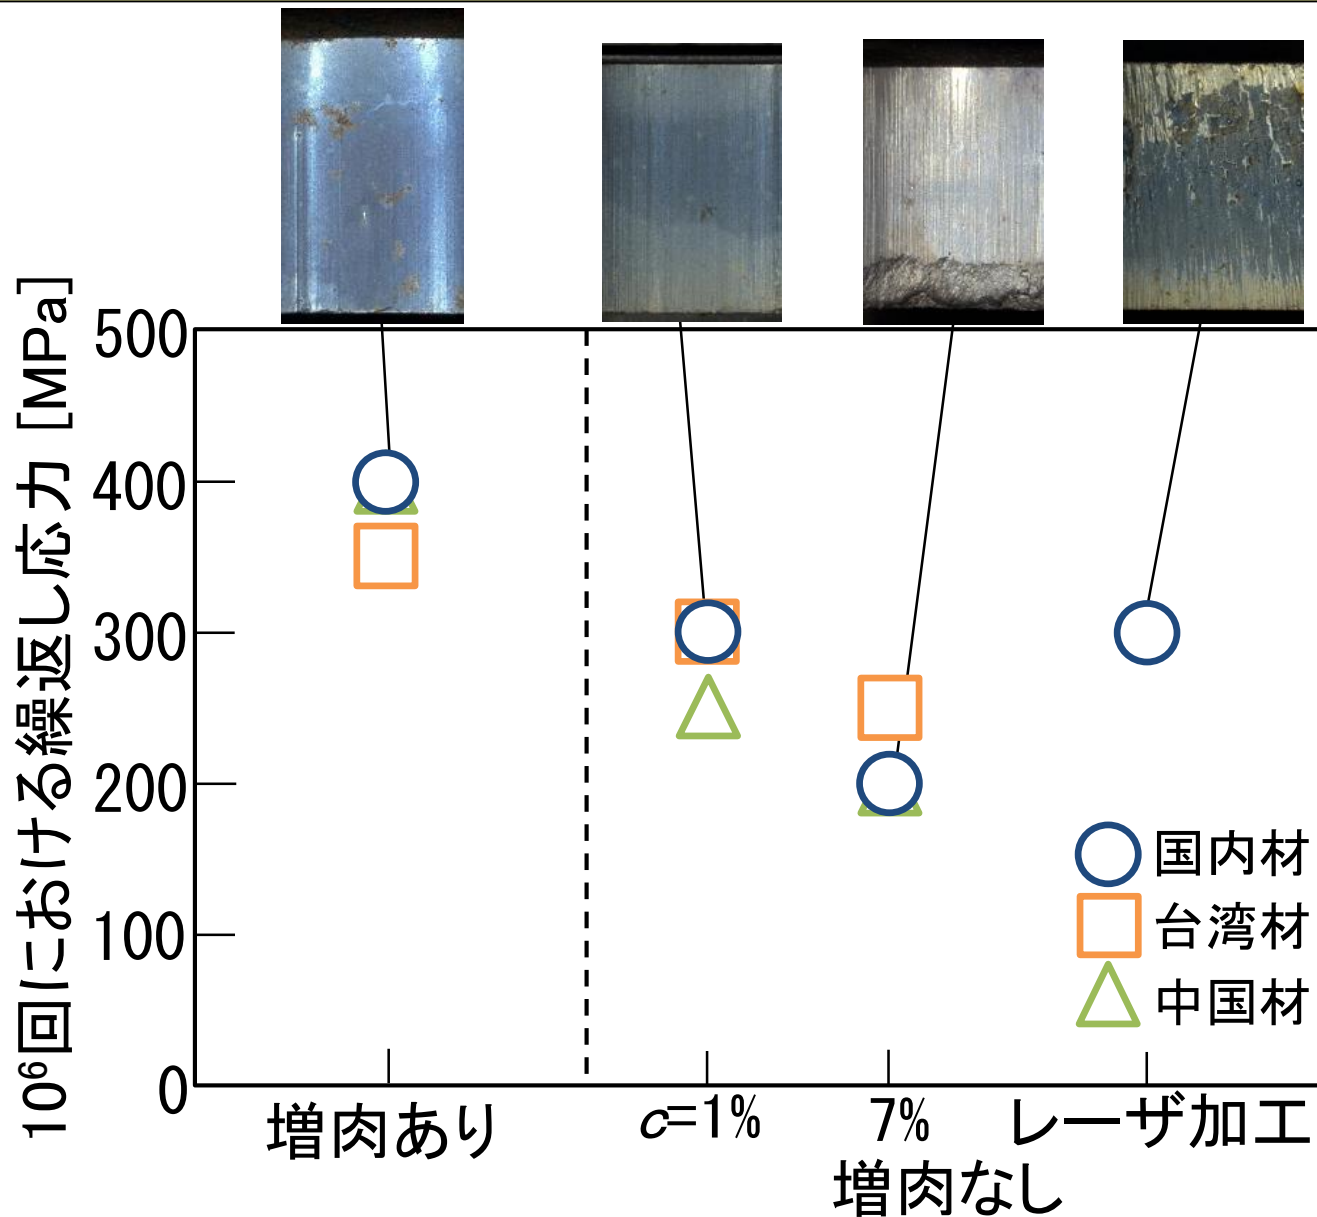 10⁶回における繰返し応力 [MPa]
500
400
300
200
100
0
国内材
台湾材
中国材
増肉あり
c=1%
7%
レーザ加工
増肉なし